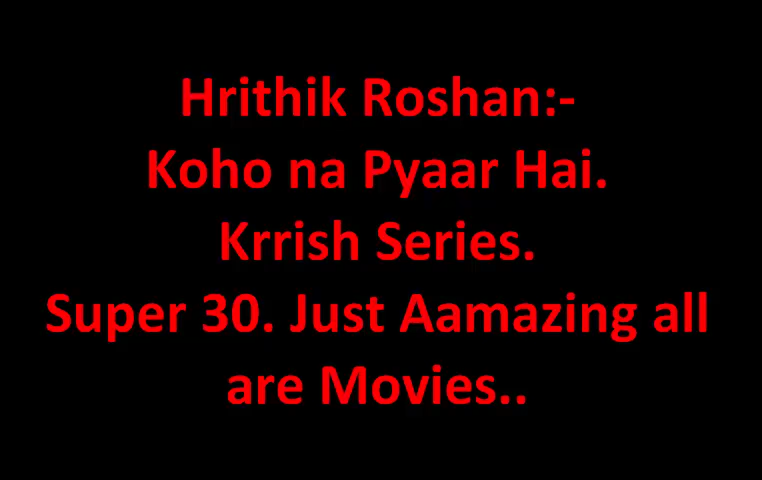 Hrithik Roshan:-
Koho na Pyaar Hai.
Krrish Series.
Super 30. Just Aamazing all
are Movies..